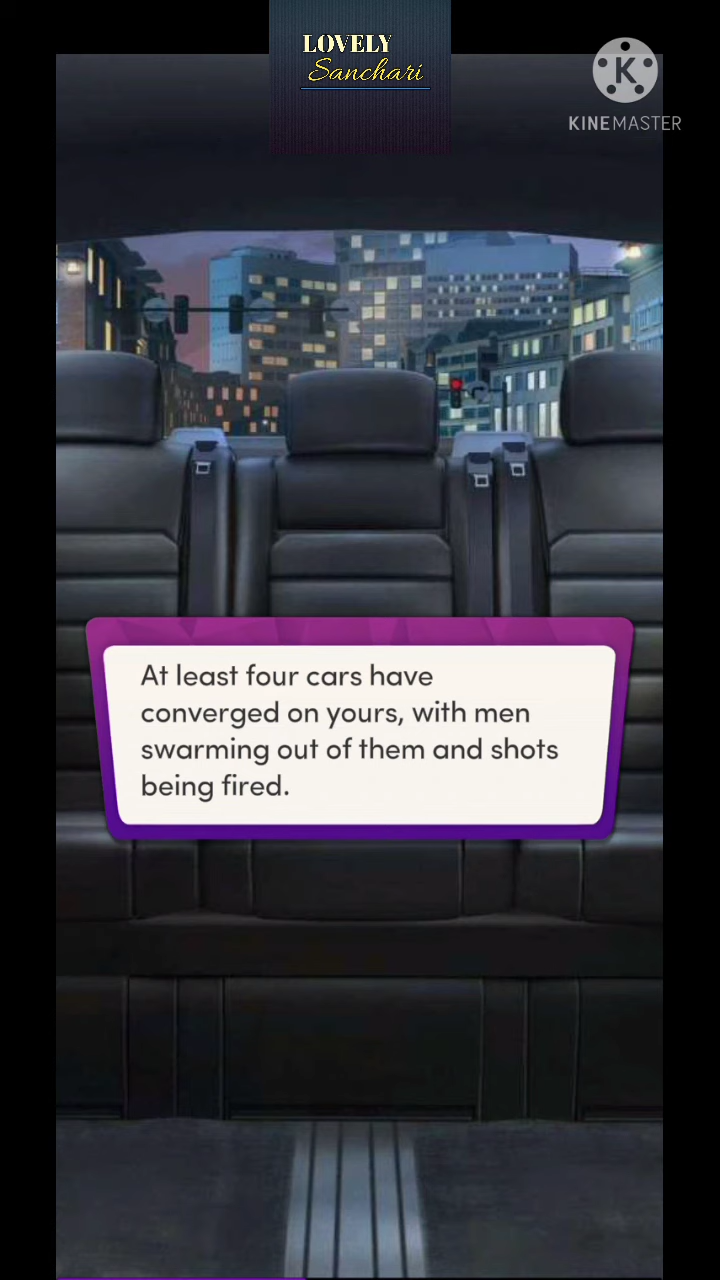 LOVELY
Sanchari
K
KINEMASTER
At least four cars have
converged on yours, with men
swarming out of them and shots
being fired.